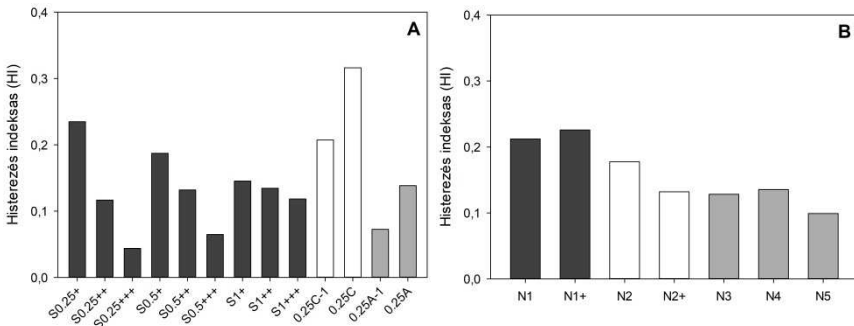 A
Histerezės indeksas (HI)
0,4
0,3
0,2
0,1
0,0
S0.25+
S0.25++
S0.25+++
S0.5+
S0.5++
S0.5+++
S1+
S1++
S1+++
0.25C-1
0.25C
0.25A-1
0.25A
B
Histerezės indeksas (HI)
0,4
0,3
0,2
0,1
0,0
N1
N1+
N2
N2+
N3
N4
N5